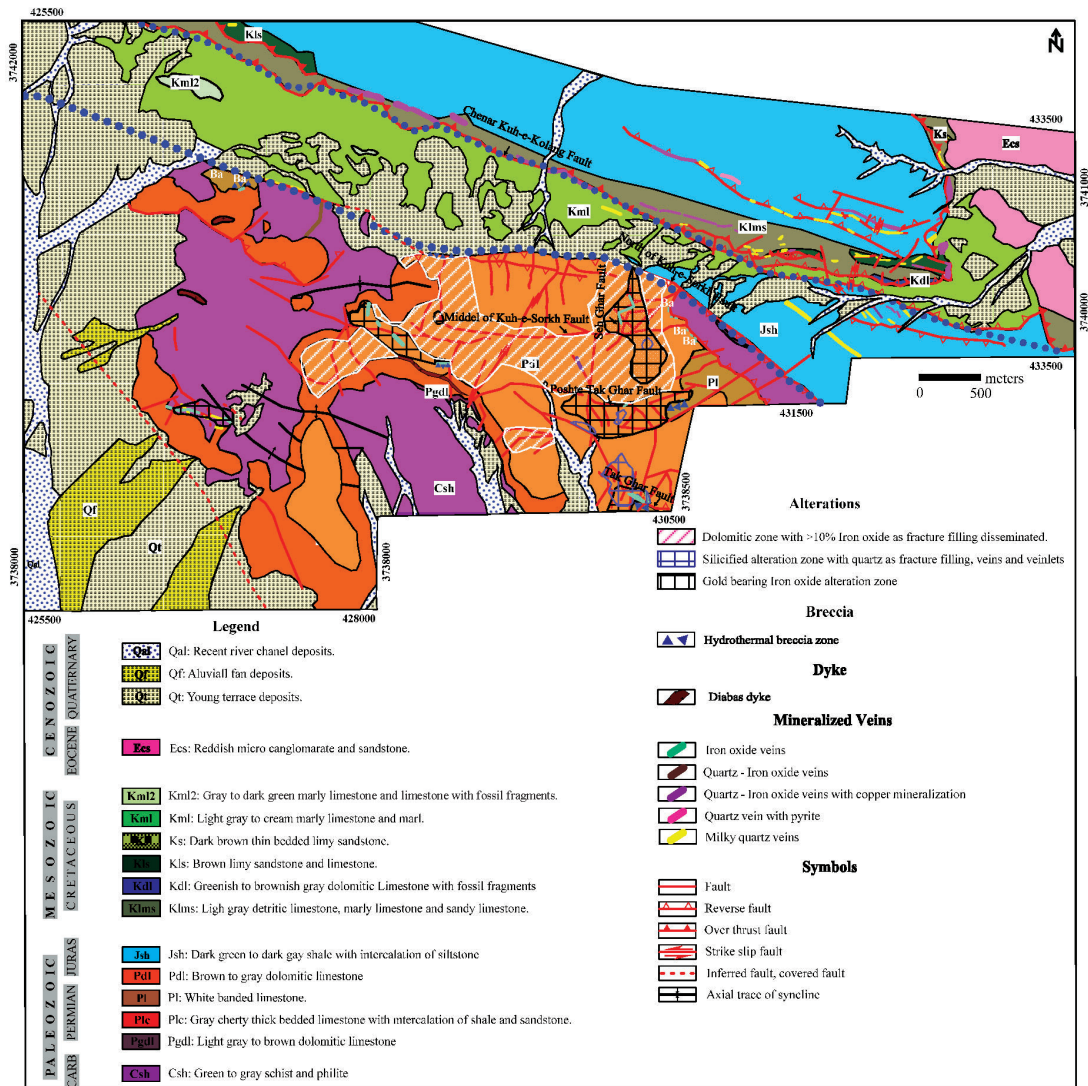 425500
3742000
Kls
N
Kml2
433500
Ks
Ecs
Chenar Kuh-e-Kolang Fault
3741000
Ba
Ba
Kml
Klms
North of Kuh-e-Zerki Fault
Kdl
Seh Ghar Fault
Ba
3740000
Middel of Kuh-e-Sorkh Fault
Ba
Jsh
Pdl
Pl
meters
0 500
433500
Pgdl
Poshte Tak Ghar Fault
431500
Csh
Tak Ghar Fault
3738500
430500
Qf
Qt
Qal
3738000
3738000
425500
428000
Alterations
Dolomitic zone with >10% Iron oxide as fracture filling disseminated.
Silicified alteration zone with quartz as fracture filling, veins and veinlets
Gold bearing Iron oxide alteration zone
Breccia
Hydrothermal breccia zone
Dyke
Diabas dyke
Mineralized Veins
Iron oxide veins
Quartz - Iron oxide veins
Quartz - Iron oxide veins with copper mineralization
Quartz vein with pyrite
Milky quartz veins
Symbols
Fault
Reverse fault
Over thrust fault
Strike slip fault
Inferred fault, covered fault
Axial trace of syncline
Legend
CENOZOIC
QUATERNARY
Qal Qal: Recent river chanel deposits.
Qf Qf: Aluviall fan deposits.
Qt Qt: Young terrace deposits.
EOCENE
Ecs Ecs: Reddish micro canglomarate and sandstone.
MESOZOIC
CRETACEOUS
Kml2 Kml2: Gray to dark green marly limestone and limestone with fossil fragments.
Kml Kml: Light gray to cream marly limestone and marl.
Ks: Dark brown thin bedded limy sandstone.
Kls Kls: Brown limy sandstone and limestone.
Kdl Kdl: Greenish to brownish gray dolomitic Limestone with fossil fragments
Klms Klms: Ligh gray detritic limestone, marly limestone and sandy limestone.
PALEOZOIC
JURAS
Jsh Jsh: Dark green to dark gay shale with intercalation of siltstone
PERMIAN
Pdl Pdl: Brown to gray dolomitic limestone
Pl Pl: White banded limestone.
Plc Plc: Gray cherty thick bedded limestone with intercalation of shale and sandstone.
Pgdl Pgdl: Light gray to brown dolomitic limestone
CARB
Csh Csh: Green to gray schist and philite